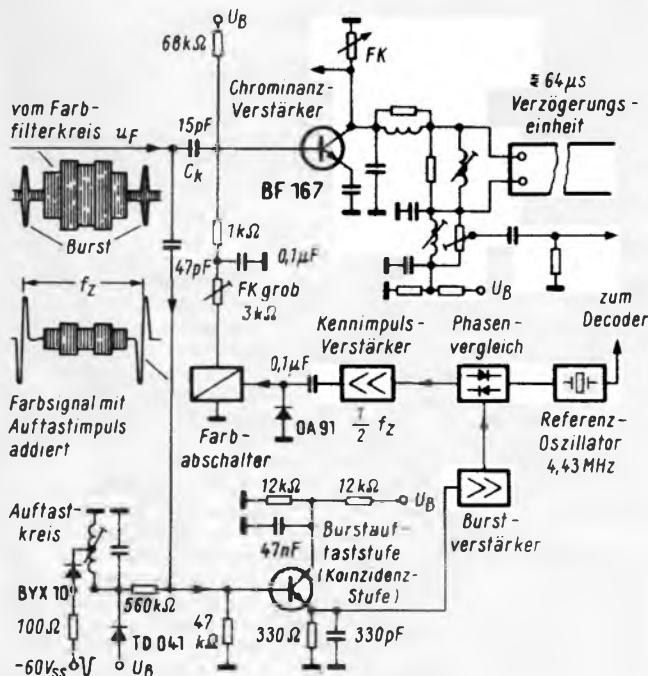 U_B
68kΩ
FK
Chrominanz-
Verstärker
≙ 64µs
Verzögerungs-
einheit
vom Farb-
filterkreis u_F
15pF
C_k
BF 167
Burst
1kΩ
0,1µF
47pF
FK grob
3kΩ
U_B
f_z
zum
Decoder
Kennimpuls-
Verstärker
Phasen-
vergleich
0,1µF
Farbsignal mit
Auftastimpuls
addiert
0A91
1/2 f_z
Farb-
abschalter
Referenz-
Oszillator
4,43 MHz
12kΩ
12kΩ
U_B
Burst-
verstärker
Auftast-
kreis
47nF
Burstauf-
taststufe
(Koinzidenz-
Stufe)
BYX 10
560kΩ
100Ω
TD 041
47
kΩ
330Ω
330pF
-60V_SS
U_B